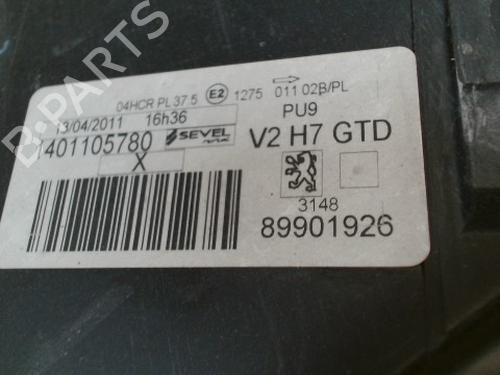 04HCR PL 37.5 E2 1275 011 02B/PL
13/04/2011 16h36
PU9
1401105780 SEVEL
V2 H7 GTD
X
3148
89901926
B-PARTS